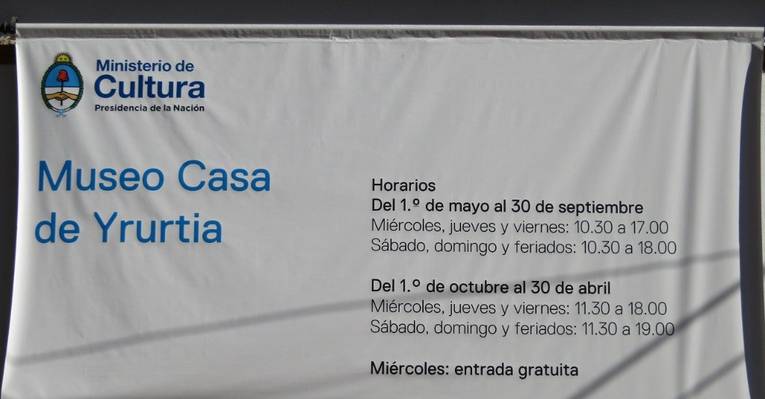 Ministerio de
Cultura
Presidencia de la Nación
Museo Casa
de Yrurtia
Horarios
Del 1.º de mayo al 30 de septiembre
Miércoles, jueves y viernes: 10.30 a 17.00
Sábado, domingo y feriados: 10.30 a 18.00
Del 1.º de octubre al 30 de abril
Miércoles, jueves y viernes: 11.30 a 18.00
Sábado, domingo y feriados: 11.30 a 19.00
Miércoles: entrada gratuita